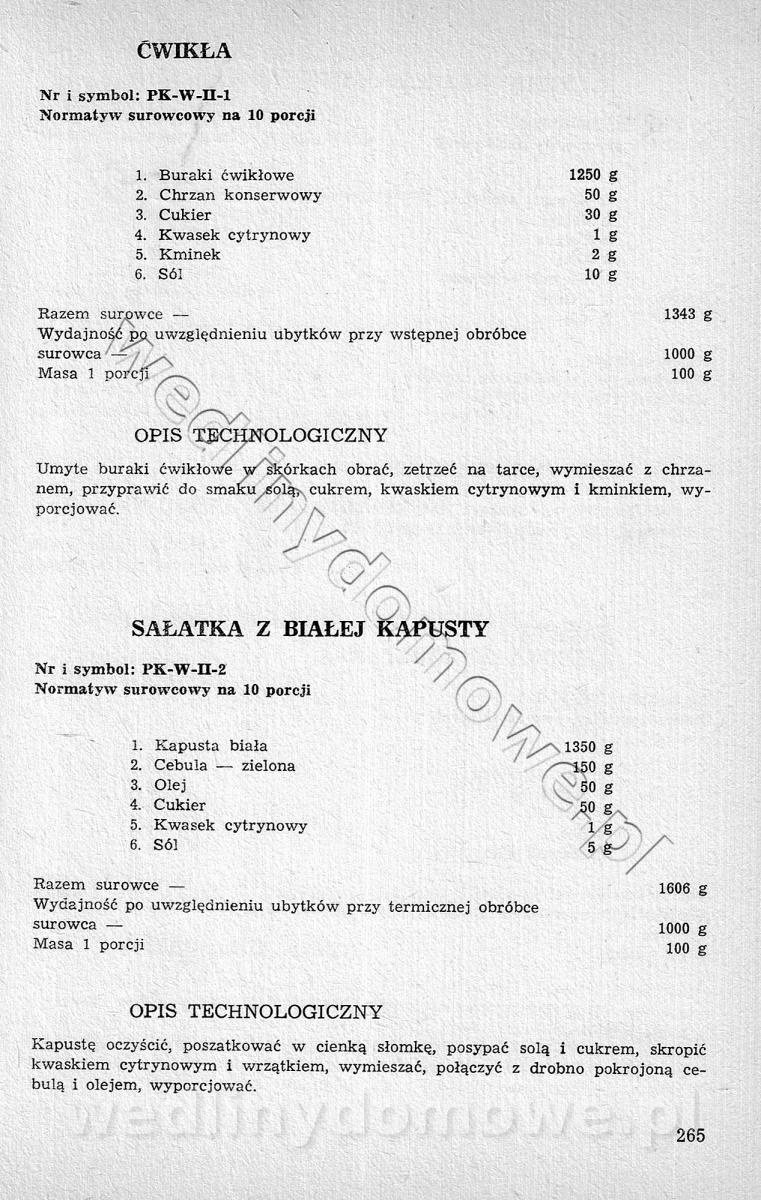 ĆWIKŁA
Nr i symbol: PK-W-II-1
Normatyw surowcowy na 10 porcji
1. Buraki ćwikłowe 1250 g
2. Chrzan konserwowy 50 g
3. Cukier 30 g
4. Kwasek cytrynowy 1 g
5. Kminek 2 g
6. Sól 10 g
Razem surowce — 1343 g
Wydajność po uwzględnieniu ubytków przy wstępnej obróbce
surowca — 1000 g
Masa 1 porcji 100 g
OPIS TECHNOLOGICZNY
Umyte buraki ćwikłowe w skórkach obrać, zetrzeć na tarce, wymieszać z chrza-
nem, przyprawić do smaku solą, cukrem, kwaskiem cytrynowym i kminkiem, wy-
porcjować.
SAŁATKA Z BIAŁEJ KAPUSTY
Nr i symbol: PK-W-II-2
Normatyw surowcowy na 10 porcji
1. Kapusta biała 1350 g
2. Cebula — zielona 150 g
3. Olej 50 g
4. Cukier 50 g
5. Kwasek cytrynowy 1 g
6. Sól 5 g
Razem surowce — 1606 g
Wydajność po uwzględnieniu ubytków przy termicznej obróbce
surowca — 1000 g
Masa 1 porcji 100 g
OPIS TECHNOLOGICZNY
Kapustę oczyścić, poszatkować w cienką słomkę, posypać solą i cukrem, skropić
kwaskiem cytrynowym i wrzątkiem, wymieszać, połączyć z drobno pokrojoną ce-
bulą i olejem, wyporcjować.
265
wedlinydomowe.pl
wedlinydomowe.pl